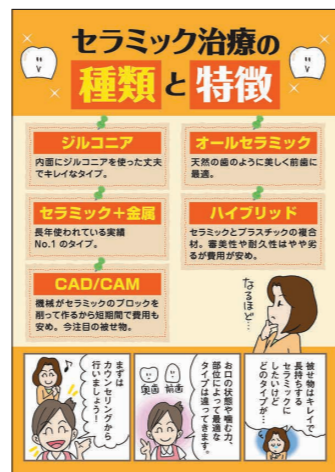 セラミック治療の
種類と特徴
ジルコニア
内面にジルコニアを使った丈夫
でキレイなタイプ。
オールセラミック
天然の歯のように美しく前歯に
最適。
セラミック＋金属
長年使われている実績
No.1 のタイプ。
ハイブリッド
セラミックとプラスチックの複合
材。審美性や耐久性はやや劣
るが費用が安め。
CAD/CAM
機械がセラミックのブロックを
削って作るから短期間で費用も
安め。今注目の被せ物。
なるほど…
被せ物はキレイで
長持ちする
セラミックに
したいけど
どのタイプが…
お口の状態や噛む力、
部位によって最適な
タイプは違ってきます。
奥歯
前歯
まずは
カウンセリングから
行いましょう！